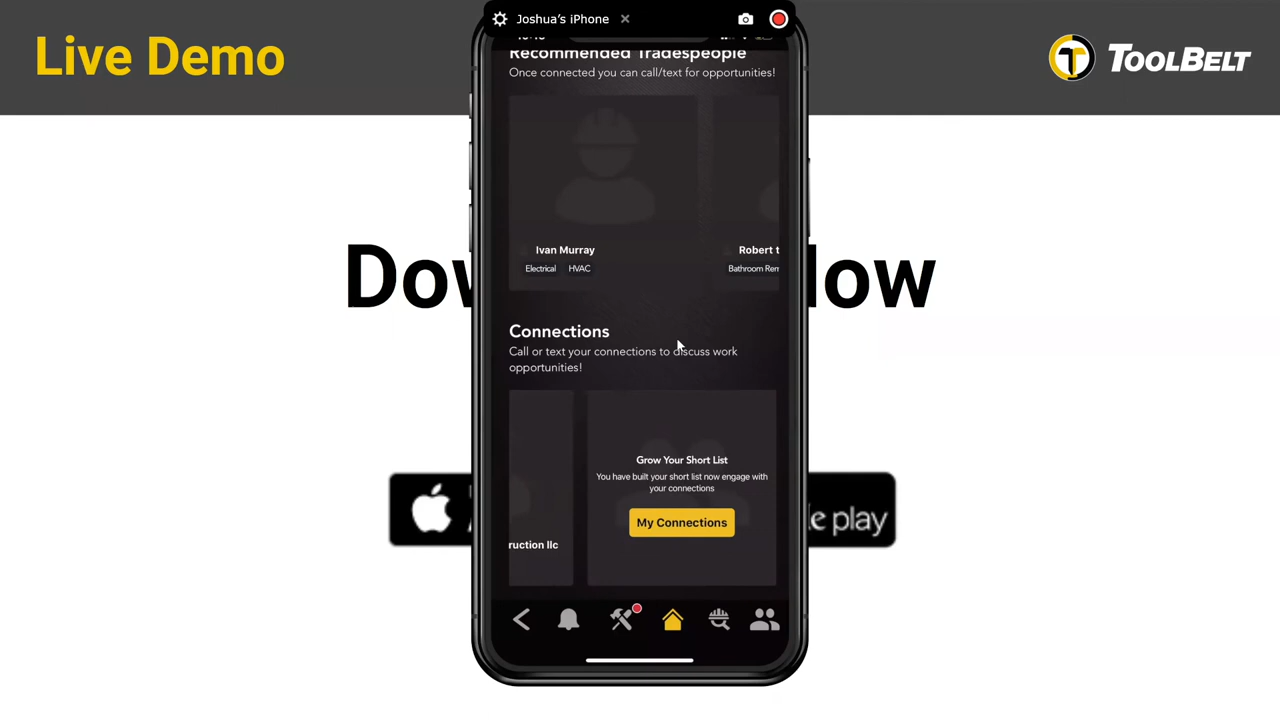 Live Demo
Joshua's iPhone
TOOLBELT
Recommended Tradespeople
Once connected you can call/text for opportunities!
Ivan Murray
Electrical HVAC
Robert t
Bathroom Rem
Dow
low
Connections
Call or text your connections to discuss work
opportunities!
Grow Your Short List
You have built your short list now engage with
your connections
My Connections
ruction llc
e play